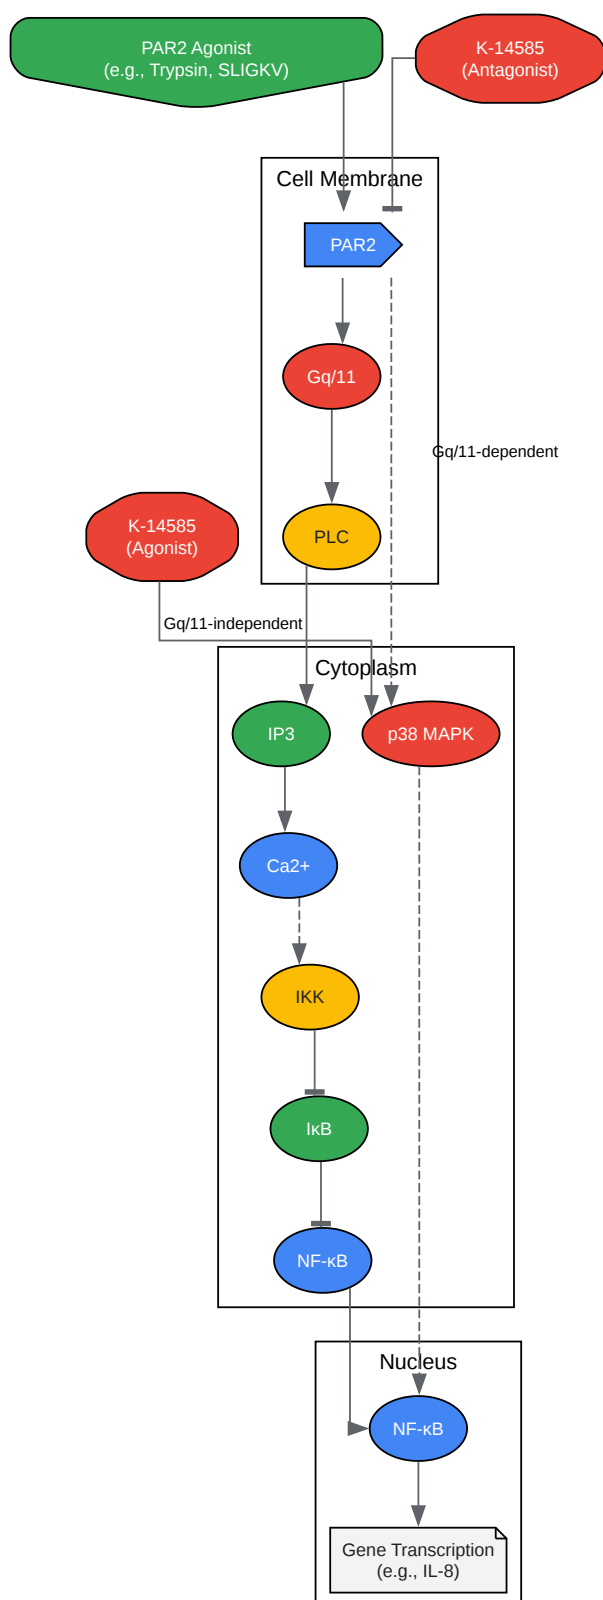 PAR2 Agonist
(e.g., Trypsin, SLIGKV)
K-14585
(Antagonist)
Cell Membrane
PAR2
Gq/11
Gq/11-dependent
K-14585
(Agonist)
PLC
Gq/11-independent
Cytoplasm
IP3
p38 MAPK
Ca2+
IKK
IκB
NF-κB
Nucleus
NF-κB
Gene Transcription
(e.g., IL-8)